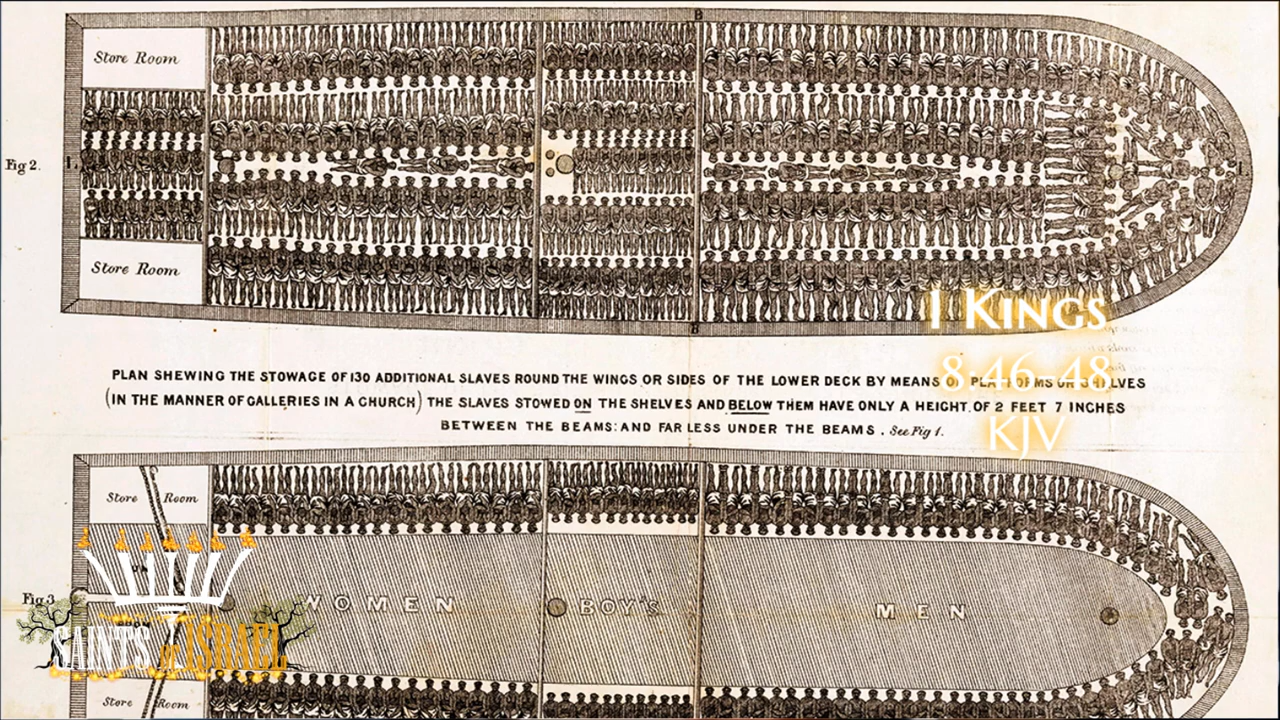 B
Store Room
Fig 2.
Store Room
I KINGS
8:46-48
KJV
B
PLAN SHEWING THE STOWAGE OF 130 ADDITIONAL SLAVES ROUND THE WINGS OR SIDES OF THE LOWER DECK BY MEANS OF PLATFORMS OR SHELVES
(IN THE MANNER OF GALLERIES IN A CHURCH) THE SLAVES STOWED ON THE SHELVES AND BELOW THEM HAVE ONLY A HEIGHT OF 2 FEET 7 INCHES
BETWEEN THE BEAMS: AND FAR LESS UNDER THE BEAMS. See Fig 1.
Store Room
Fig 3
WOMEN BOY'S MEN
SAINTS OF ISRAEL
Store Room